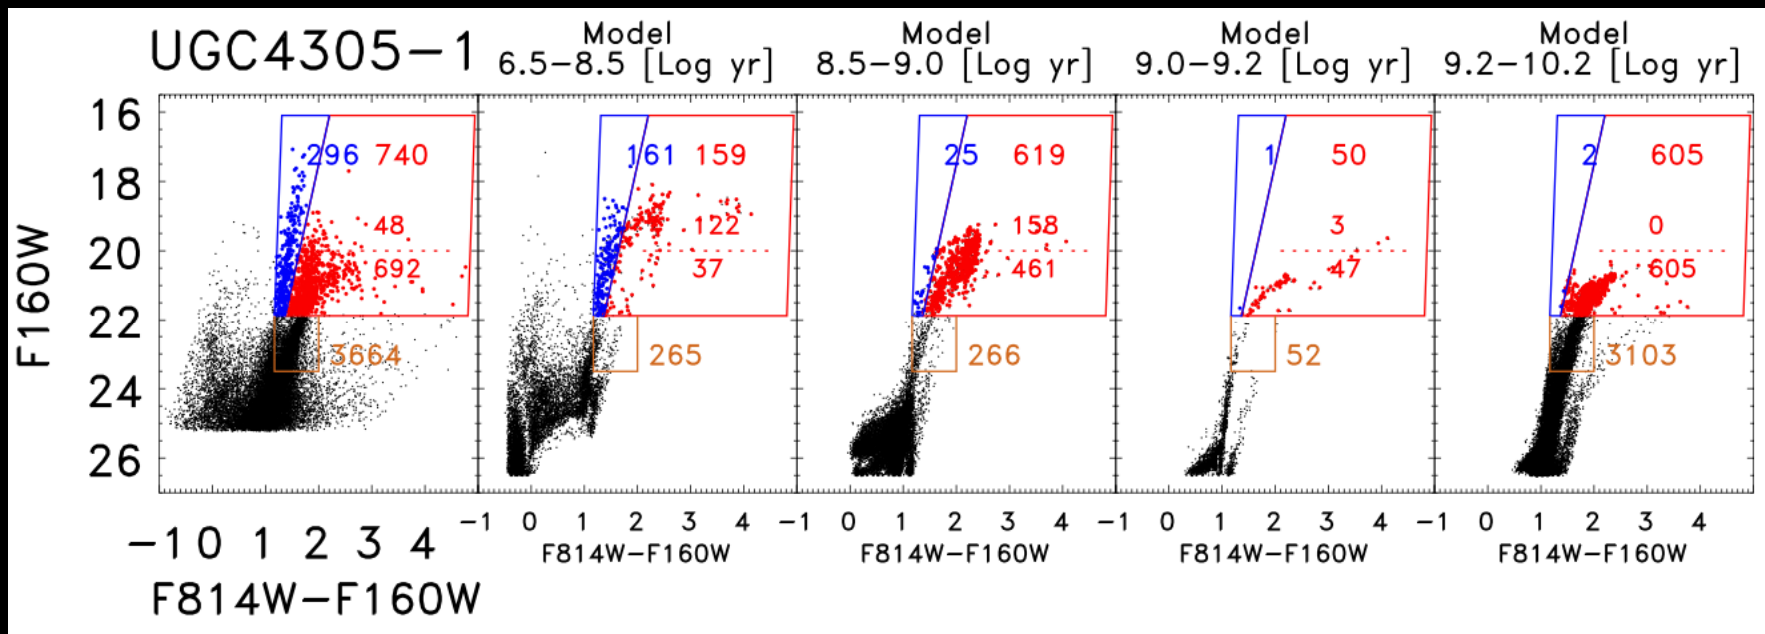 UGC4305-1
Model
6.5-8.5 [Log yr]
Model
8.5-9.0 [Log yr]
Model
9.0-9.2 [Log yr]
Model
9.2-10.2 [Log yr]
F160W
16
18
20
22
24
26
296 740
48
692
3664
161 159
122
37
265
25 619
158
461
266
1 50
3
47
52
2 605
0
605
3103
-1 0 1 2 3 4
F814W-F160W
-1 0 1 2 3 4
F814W-F160W
-1 0 1 2 3 4
F814W-F160W
-1 0 1 2 3 4
F814W-F160W
-1 0 1 2 3 4
F814W-F160W